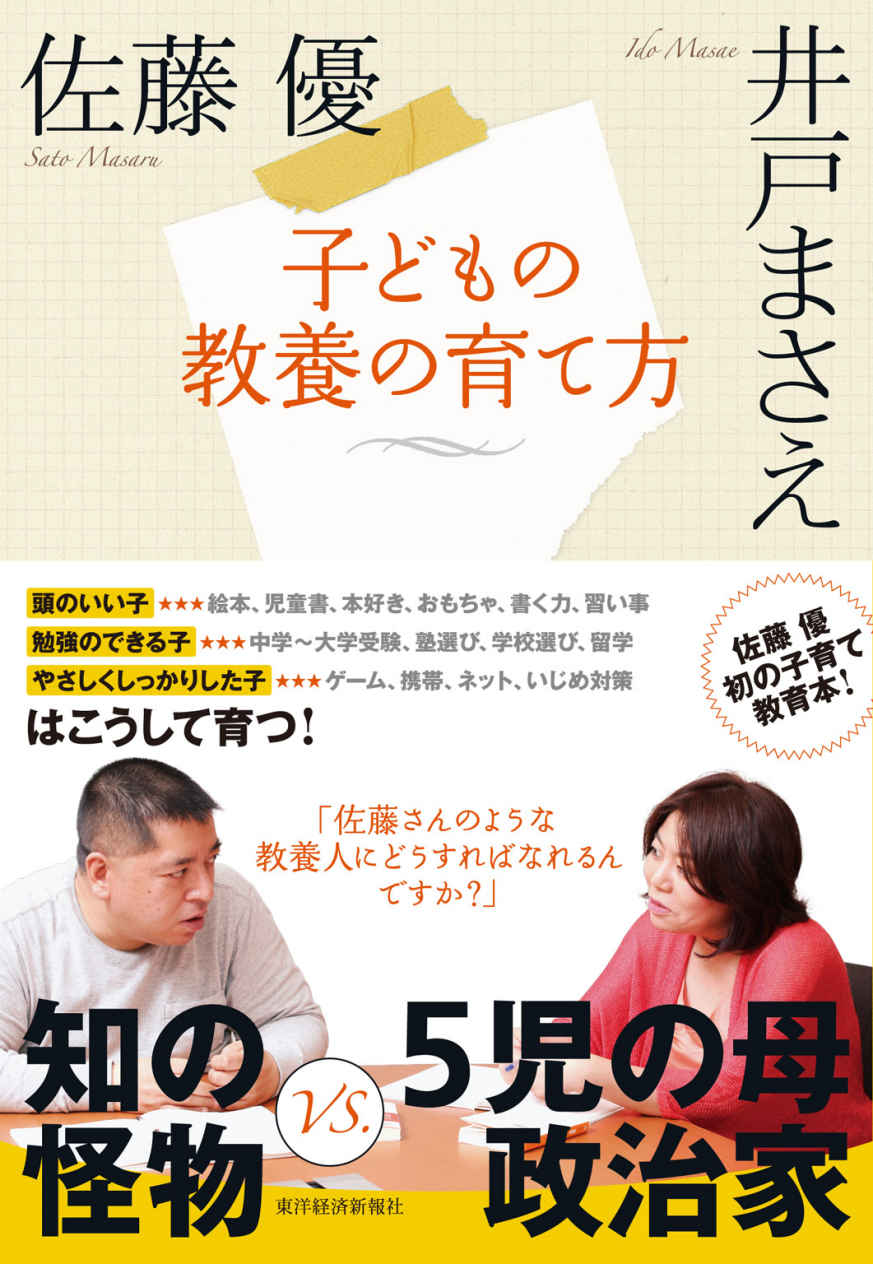 佐藤 優
Sato Masaru
Ido Masae
井戸まさえ
子どもの
教養の育て方
頭のいい子 ★★★絵本、児童書、本好き、おもちゃ、書く力、習い事
勉強のできる子 ★★★中学～大学受験、塾選び、学校選び、留学
やさしくしっかりした子 ★★★ゲーム、携帯、ネット、いじめ対策
はこうして育つ！
佐藤 優
初の子育て
教育本！
「佐藤さんのような
教養人にどうすればなれるん
ですか？」
知の
怪物
VS.
5児の母
政治家
東洋経済新報社